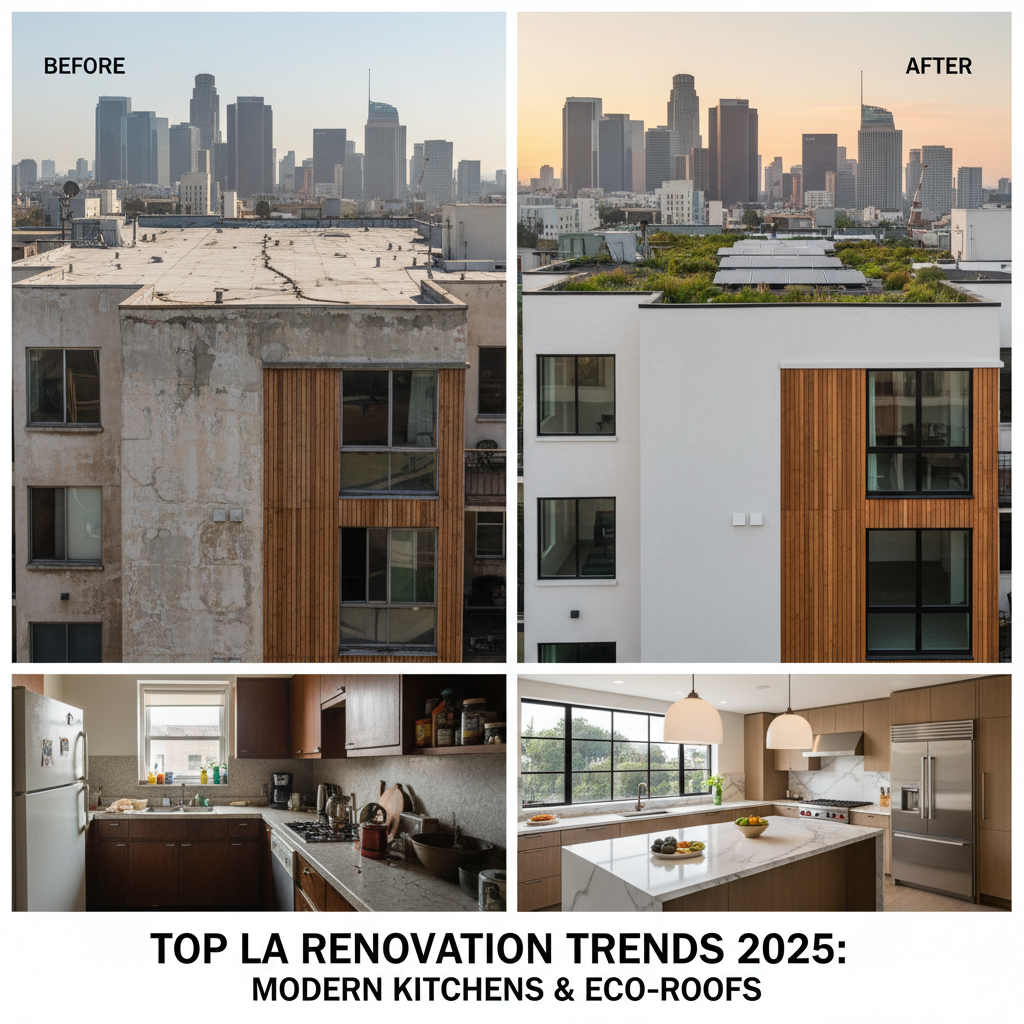 BEFORE
AFTER
TOP LA RENOVATION TRENDS 2025:
MODERN KITCHENS & ECO-ROOFS